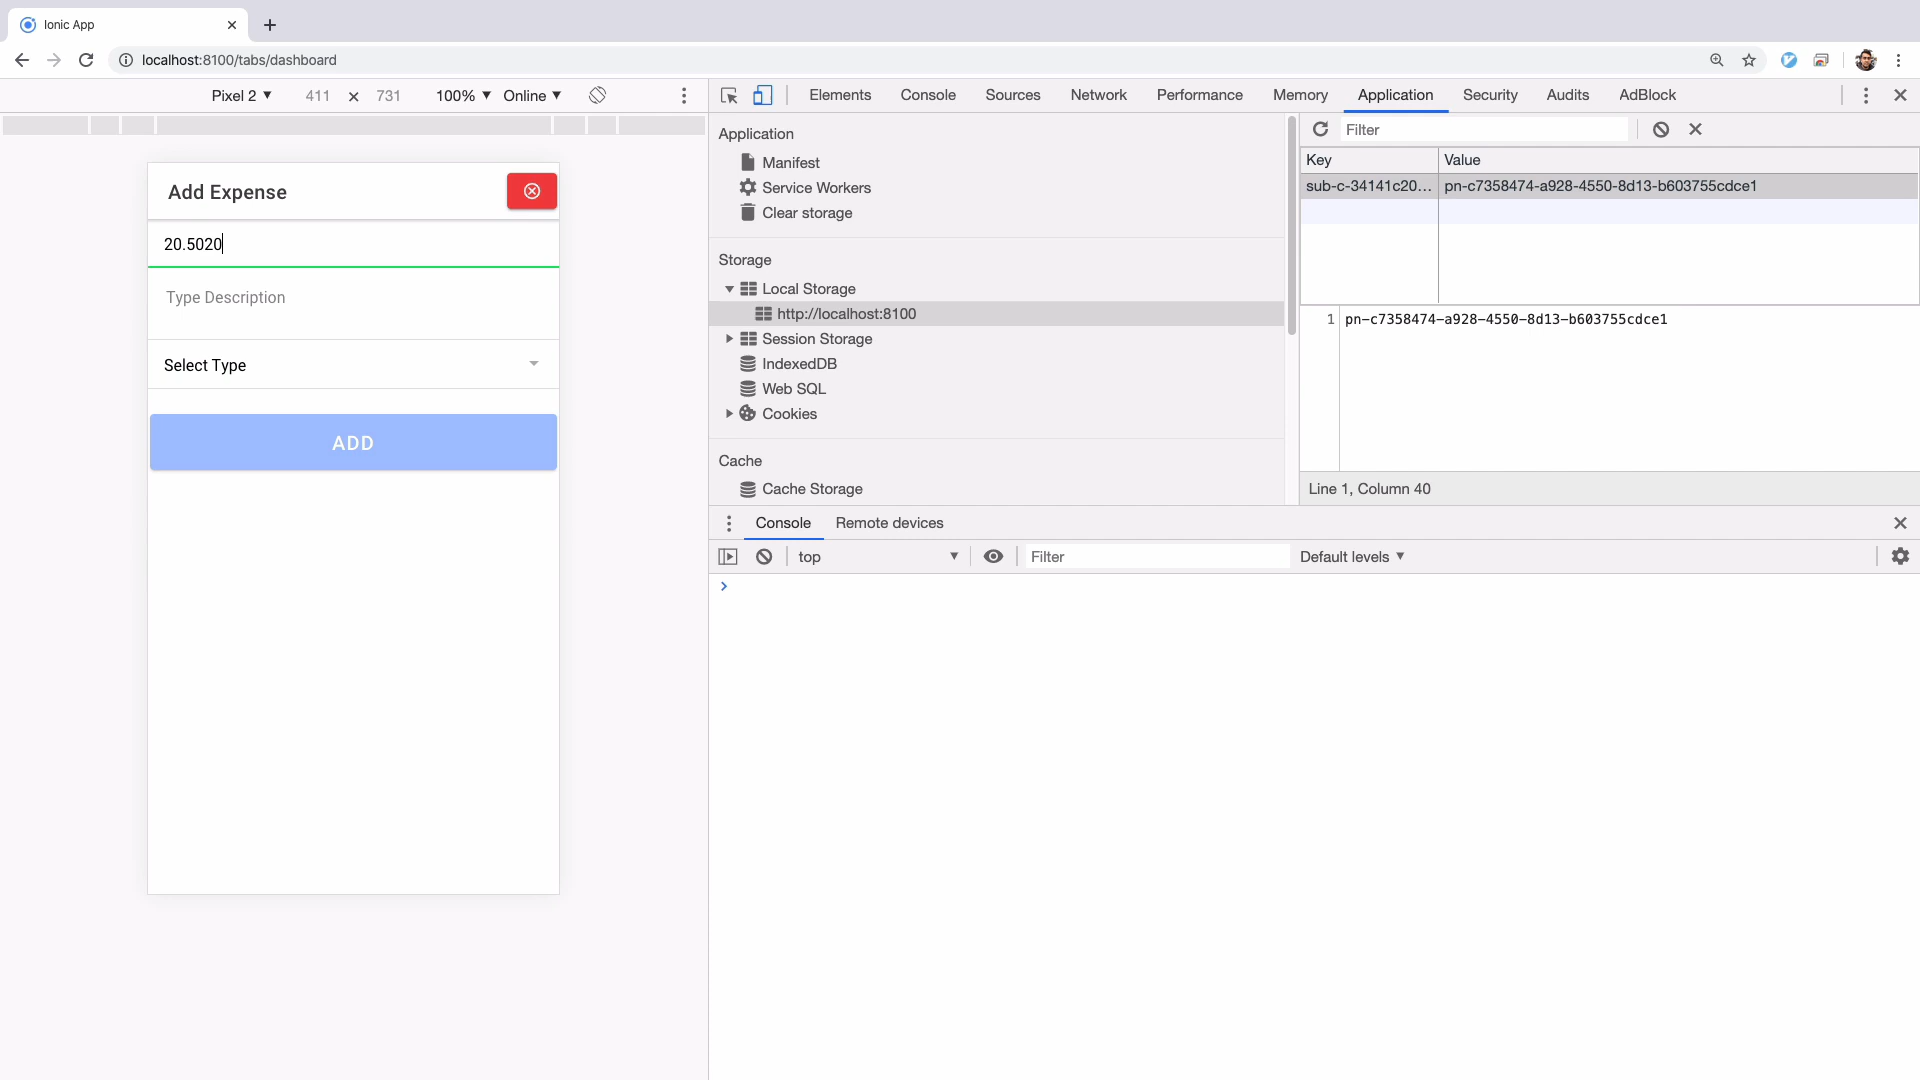 Ionic App
localhost:8100/tabs/dashboard
Pixel 2 411 × 731 100% Online
Elements Console Sources Network Performance Memory Application Security Audits AdBlock
Add Expense
20.5020
Type Description
Select Type
ADD
Application
Manifest
Service Workers
Clear storage
Storage
Local Storage
http://localhost:8100
Session Storage
IndexedDB
Web SQL
Cookies
Cache
Cache Storage
Filter
Key Value
sub-c-34141c20... pn-c7358474-a928-4550-8d13-b603755cdce1
1 pn-c7358474-a928-4550-8d13-b603755cdce1
Line 1, Column 40
Console Remote devices
top Filter Default levels